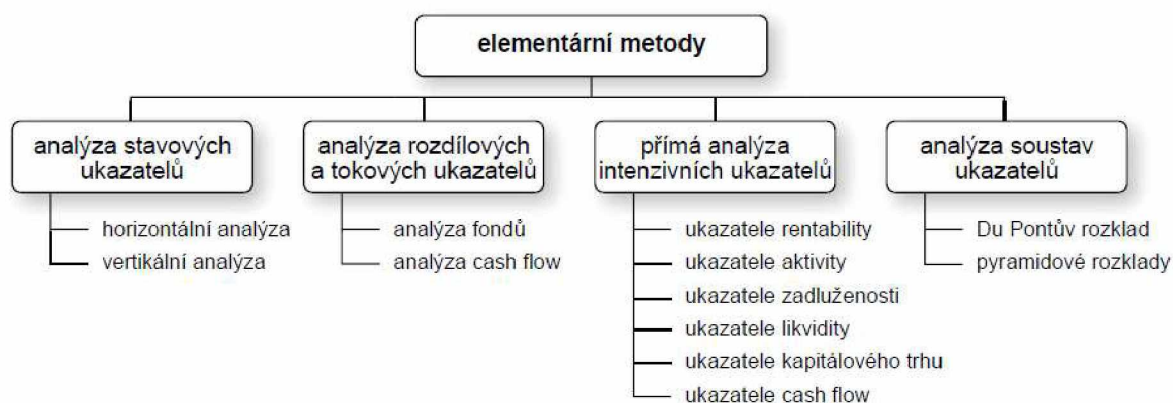 elementární metody
analýza stavových
ukazatelů
horizontální analýza
vertikální analýza
analýza rozdílových
a tokových ukazatelů
analýza fondů
analýza cash flow
přímá analýza
intenzivních ukazatelů
ukazatele rentability
ukazatele aktivity
ukazatele zadluženosti
ukazatele likvidity
ukazatele kapitálového trhu
ukazatele cash flow
analýza soustav
ukazatelů
Du Pontův rozklad
pyramidové rozklady